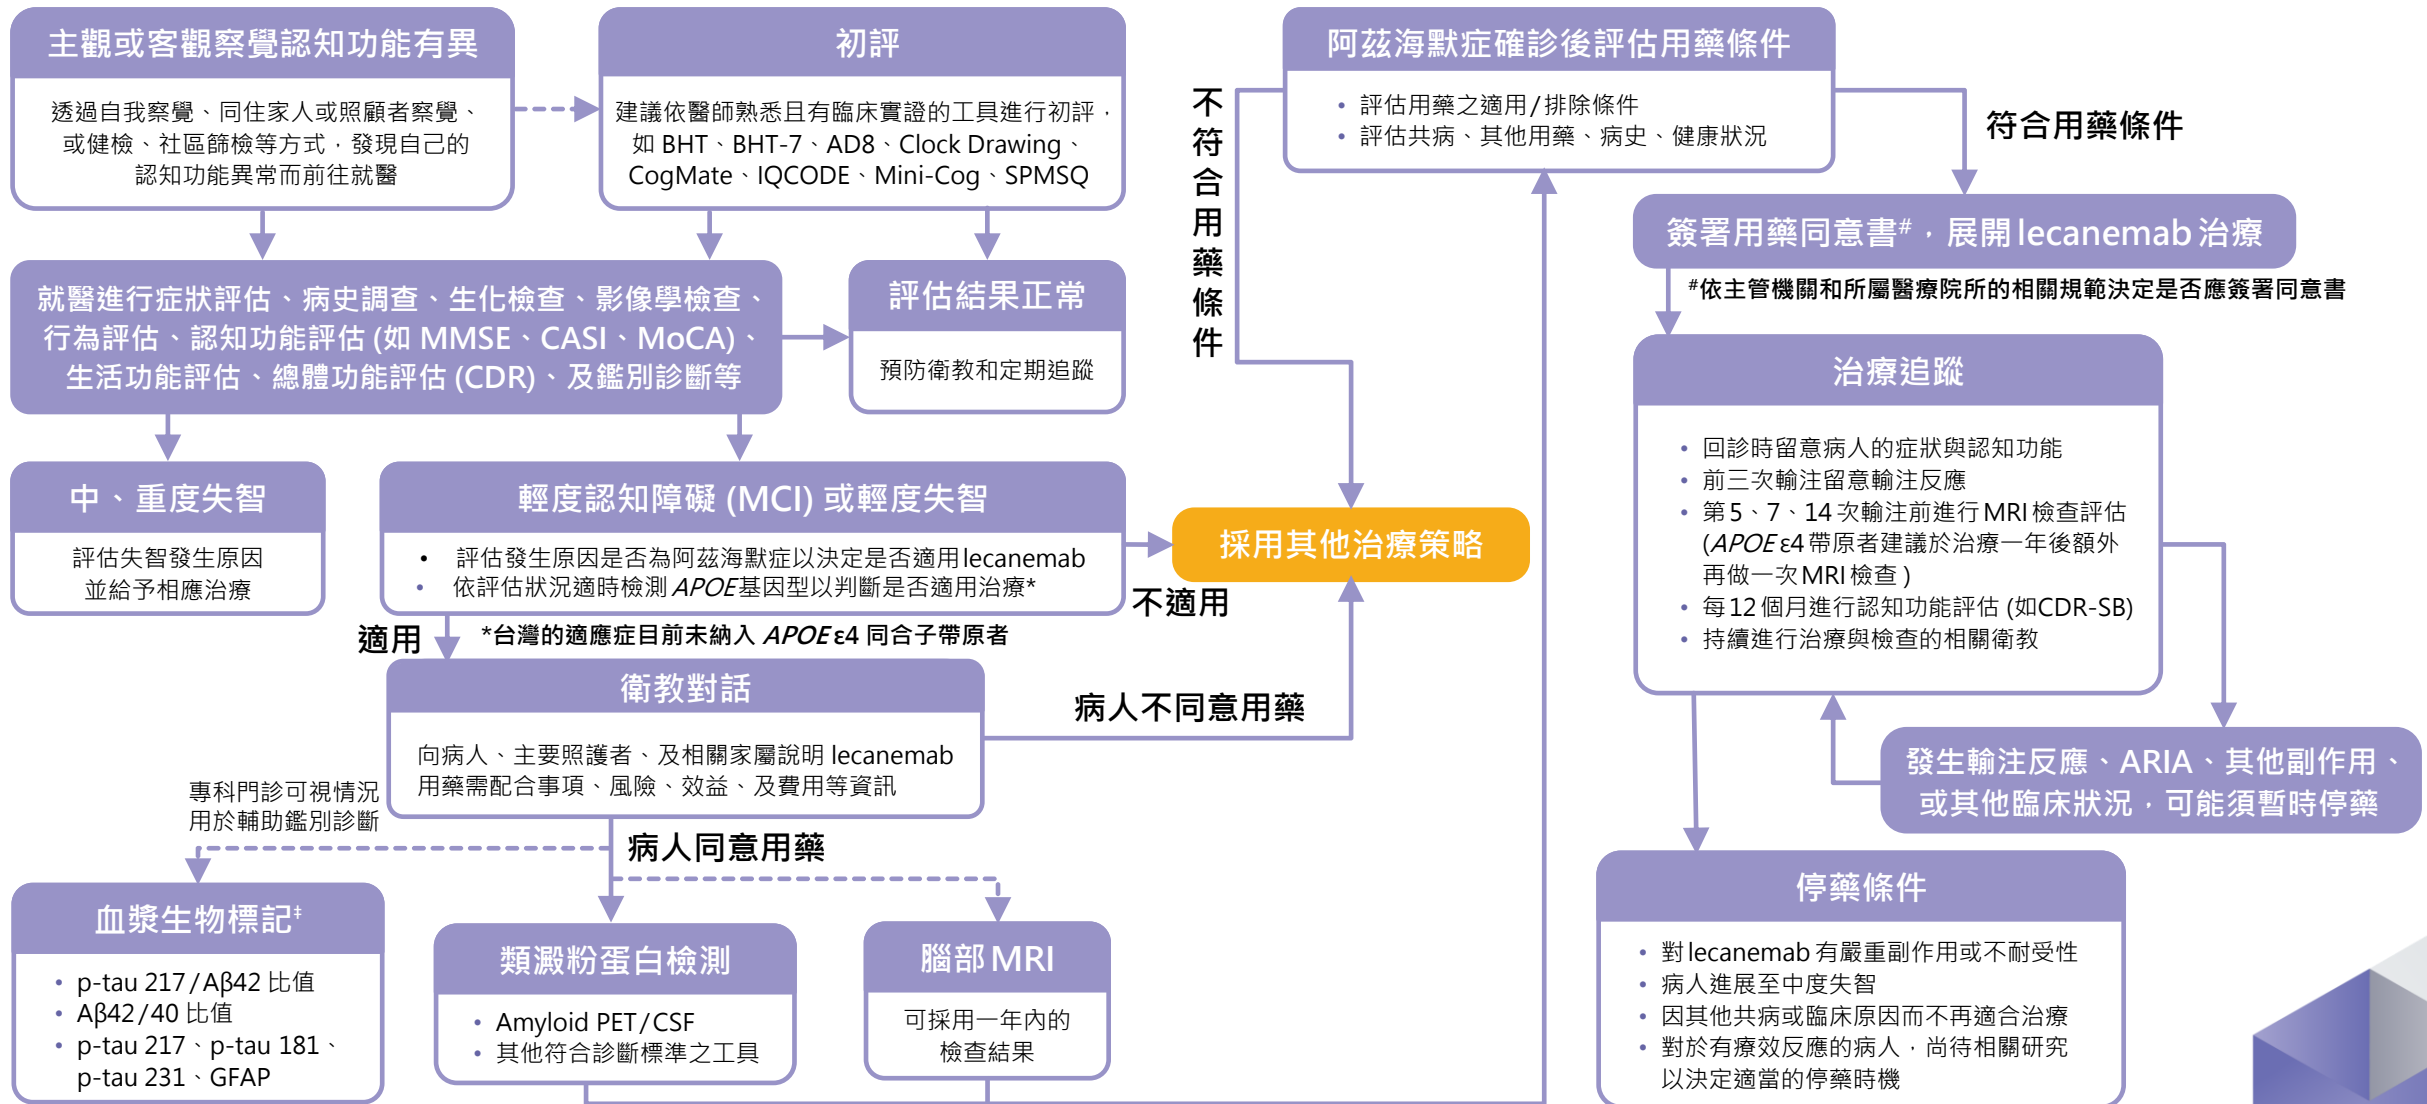 主觀或客觀察覺認知功能有異
透過自我察覺、同住家人或照顧者察覺、
或健檢、社區篩檢等方式，發現自己的
認知功能異常而前往就醫
初評
建議依醫師熟悉且有臨床實證的工具進行初評，
如 BHT、BHT-7、AD8、Clock Drawing、
CogMate、IQCODE、Mini-Cog、SPMSQ
就醫進行症狀評估、病史調查、生化檢查、影像學檢查、
行為評估、認知功能評估 (如 MMSE、CASI、MoCA)、
生活功能評估、總體功能評估 (CDR)、及鑑別診斷等
評估結果正常
預防衛教和定期追蹤
中、重度失智
評估失智發生原因
並給予相應治療
輕度認知障礙 (MCI) 或輕度失智
• 評估發生原因是否為阿茲海默症以決定是否適用 lecanemab
• 依評估狀況適時檢測 APOE 基因型以判斷是否適用治療*
適用
*台灣的適應症目前未納入 APOE ε4 同合子帶原者
不適用
衛教對話
向病人、主要照護者、及相關家屬說明 lecanemab
用藥需配合事項、風險、效益、及費用等資訊
病人不同意用藥
專科門診可視情況
用於輔助鑑別診斷
病人同意用藥
血漿生物標記‡
• p-tau 217/Aβ42 比值
• Aβ42/40 比值
• p-tau 217、p-tau 181、
p-tau 231、GFAP
類澱粉蛋白檢測
• Amyloid PET/CSF
• 其他符合診斷標準之工具
腦部 MRI
可採用一年內的
檢查結果
阿茲海默症確診後評估用藥條件
• 評估用藥之適用/排除條件
• 評估共病、其他用藥、病史、健康狀況
不符合用藥條件
採用其他治療策略
符合用藥條件
簽署用藥同意書#，展開 lecanemab 治療
#依主管機關和所屬醫療院所的相關規範決定是否應簽署同意書
治療追蹤
• 回診時留意病人的症狀與認知功能
• 前三次輸注留意輸注反應
• 第 5、7、14 次輸注前進行 MRI 檢查評估
(APOE ε4 帶原者建議於治療一年後額外
再做一次 MRI 檢查 )
• 每 12 個月進行認知功能評估 (如CDR-SB)
• 持續進行治療與檢查的相關衛教
發生輸注反應、ARIA、其他副作用、
或其他臨床狀況，可能須暫時停藥
停藥條件
• 對 lecanemab 有嚴重副作用或不耐受性
• 病人進展至中度失智
• 因其他共病或臨床原因而不再適合治療
• 對於有療效反應的病人，尚待相關研究
以決定適當的停藥時機